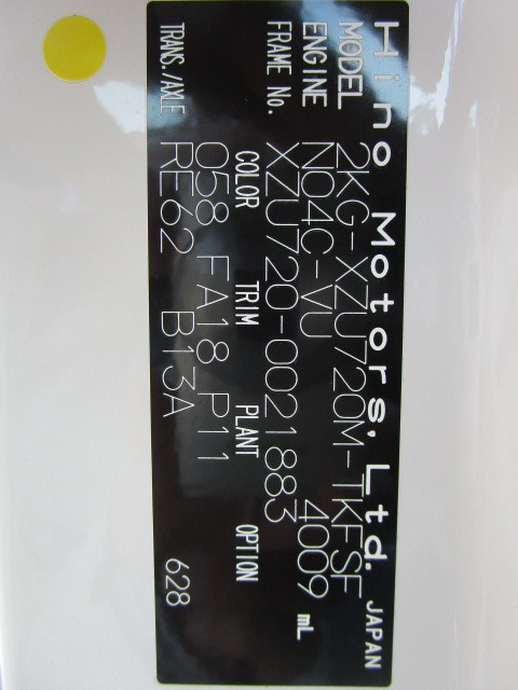 Hino Motors, Ltd. JAPAN
MODEL 2KG-XZU720M-TKFSF
ENGINE N04C-VU 4009 mL
FRAME No. XZU720-0021883
COLOR TRIM PLANT OPTION
058 FA18 P11
TRANS./AXLE RE62 B13A 628